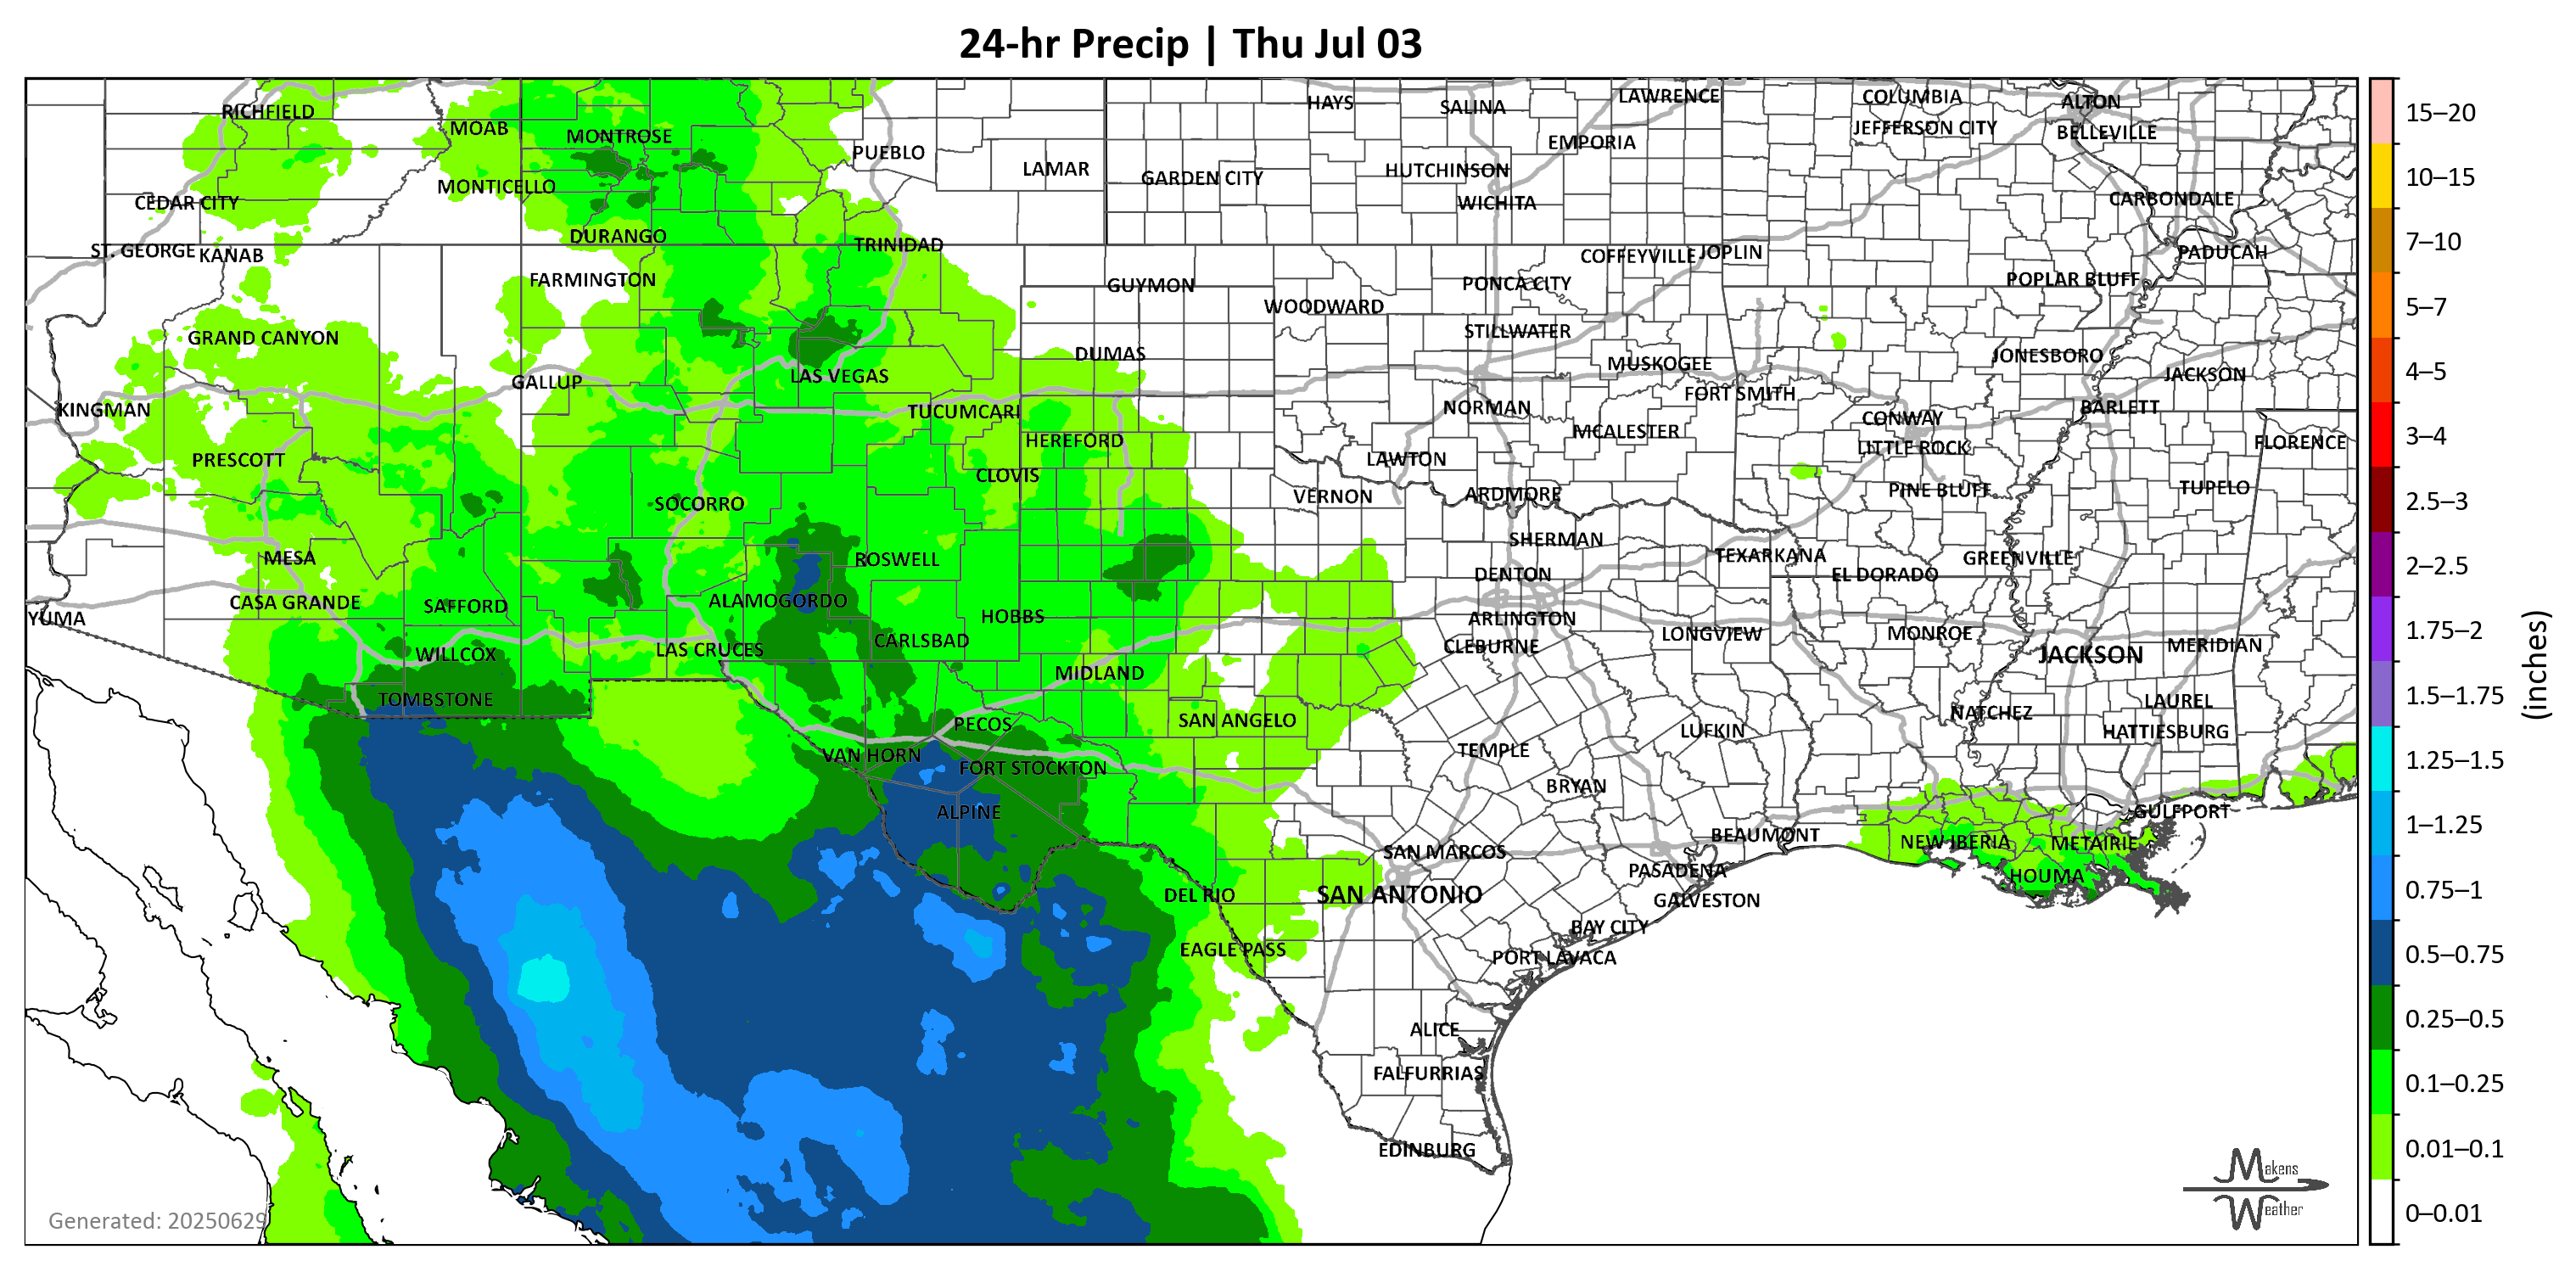 24-hr Precip | Thu Jul 03
RICHFIELD
MOAB
MONTROSE
PUEBLO
LAMAR
HAYS
SALINA
LAWRENCE
COLUMBIA
ALTON
JEFFERSON CITY
BELLEVILLE
EMPORIA
GARDEN CITY
HUTCHINSON
CEDAR CITY
MONTICELLO
WICHITA
CARBONDALE
ST. GEORGE
KANAB
DURANGO
TRINIDAD
COFFEYVILLE
JOPLIN
PADUCAH
FARMINGTON
GUYMON
WOODWARD
PONCA CITY
POPLAR BLUFF
GRAND CANYON
STILLWATER
DUMAS
MUSKOGEE
JONESBORO
JACKSON
GALLUP
LAS VEGAS
FORT SMITH
KINGMAN
TUCUMCARI
NORMAN
CONWAY
BARLETT
HEREFORD
MCALESTER
LITTLE ROCK
FLORENCE
PRESCOTT
CLOVIS
LAWTON
SOCORRO
VERNON
ARDMORE
PINE BLUFF
TUPELO
MESA
ROSWELL
SHERMAN
TEXARKANA
GREENVILLE
DENTON
EL DORADO
CASA GRANDE
SAFFORD
ALAMOGORDO
HOBBS
ARLINGTON
YUMA
WILLCOX
LAS CRUCES
CARLSBAD
CLEBURNE
LONGVIEW
MONROE
JACKSON
MERIDIAN
TOMBSTONE
MIDLAND
LAUREL
PECOS
SAN ANGELO
NATCHEZ
HATTIESBURG
VAN HORN
FORT STOCKTON
TEMPLE
LUFKIN
ALPINE
BRYAN
GULFPORT
SAN MARCOS
BEAUMONT
NEW IBERIA
METAIRIE
DEL RIO
SAN ANTONIO
PASADENA
HOUMA
GALVESTON
EAGLE PASS
BAY CITY
PORT LAVACA
ALICE
FALFURRIAS
EDINBURG
Generated: 20250629
Makens
Weather
15–20
10–15
7–10
5–7
4–5
3–4
2.5–3
2–2.5
1.75–2
1.5–1.75
1.25–1.5
1–1.25
0.75–1
0.5–0.75
0.25–0.5
0.1–0.25
0.01–0.1
0–0.01
(inches)